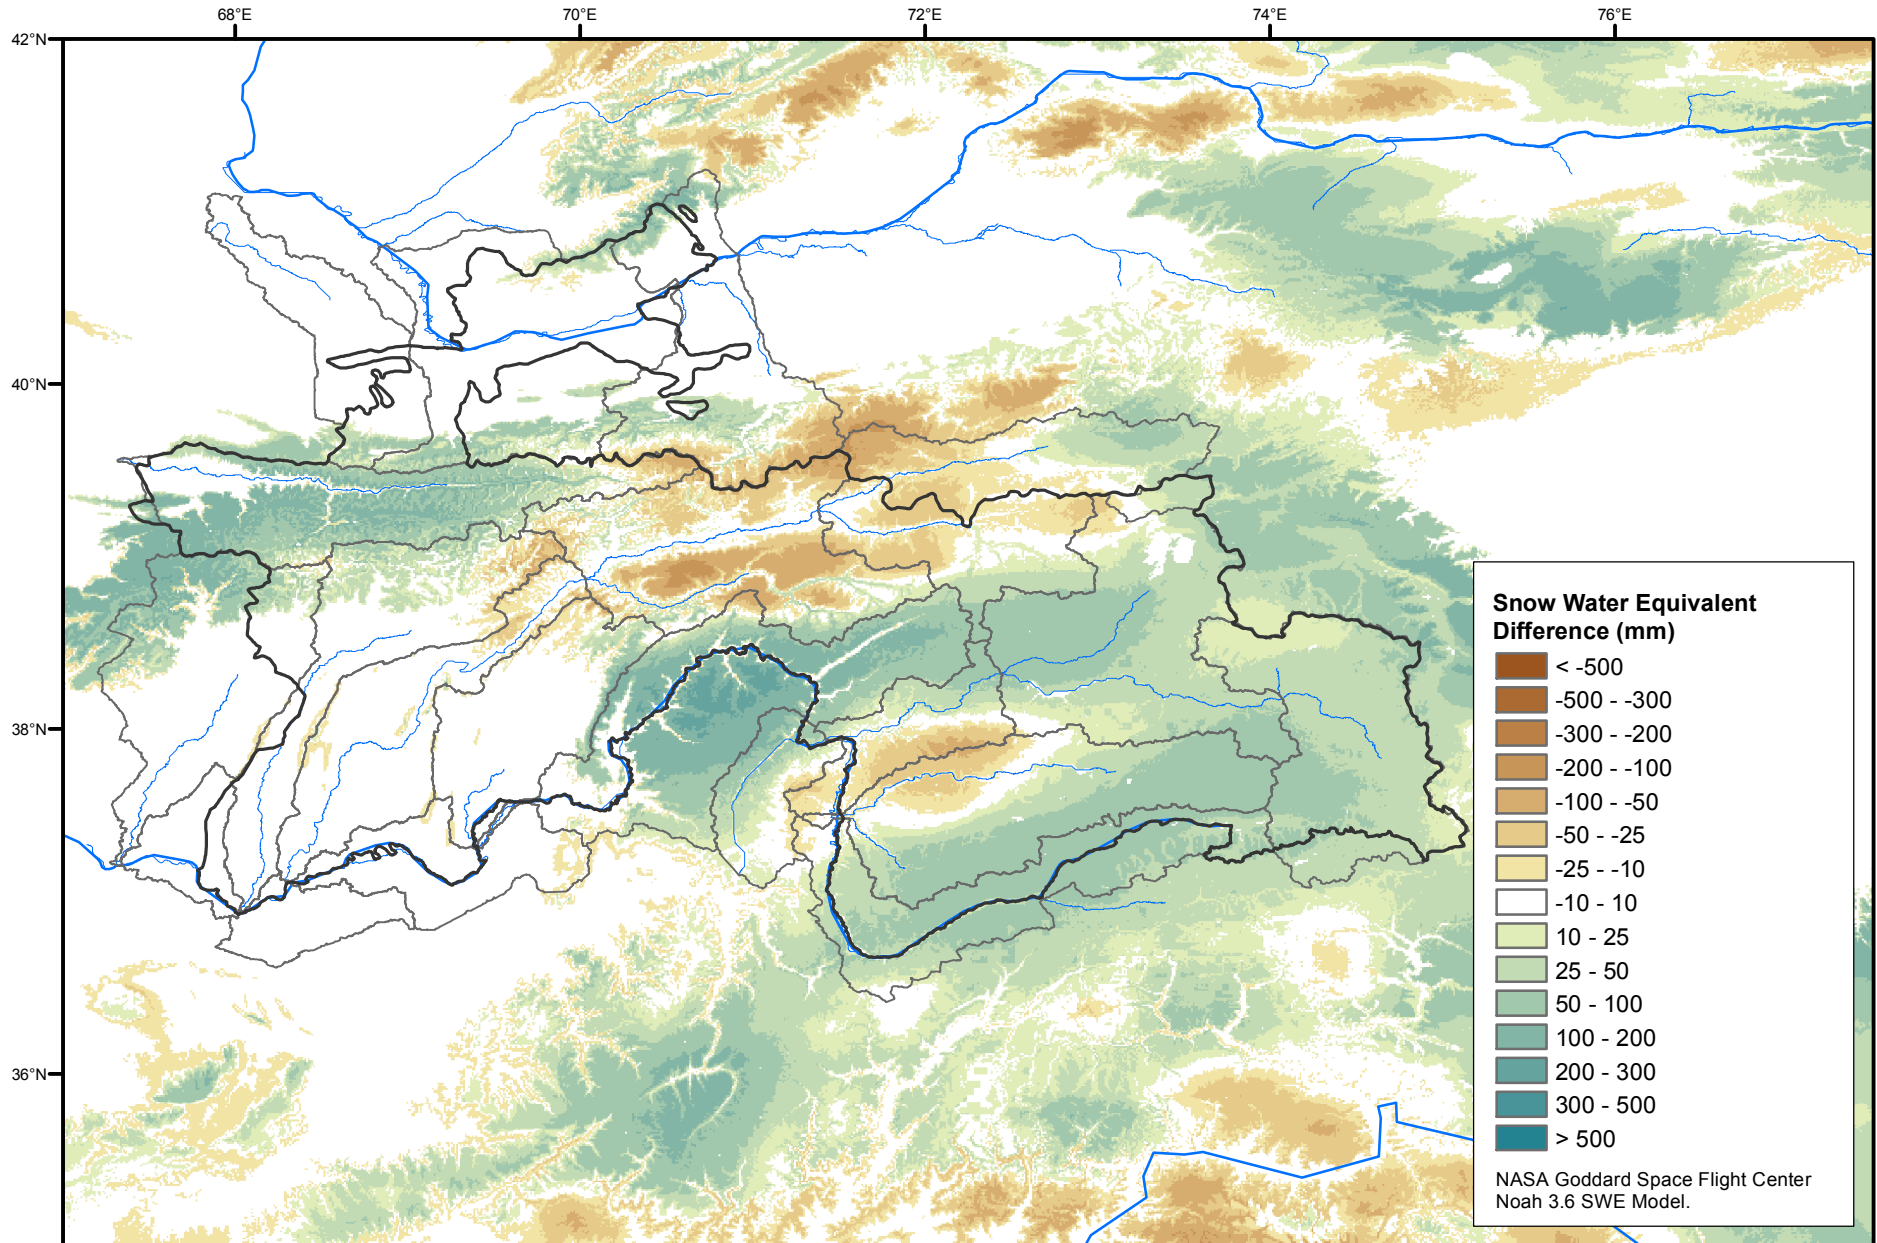 68°E
70°E
72°E
74°E
76°E
42°N
40°N
38°N
36°N
Snow Water Equivalent
Difference (mm)
< -500
-500 - -300
-300 - -200
-200 - -100
-100 - -50
-50 - -25
-25 - -10
-10 - 10
10 - 25
25 - 50
50 - 100
100 - 200
200 - 300
300 - 500
> 500
NASA Goddard Space Flight Center
Noah 3.6 SWE Model.